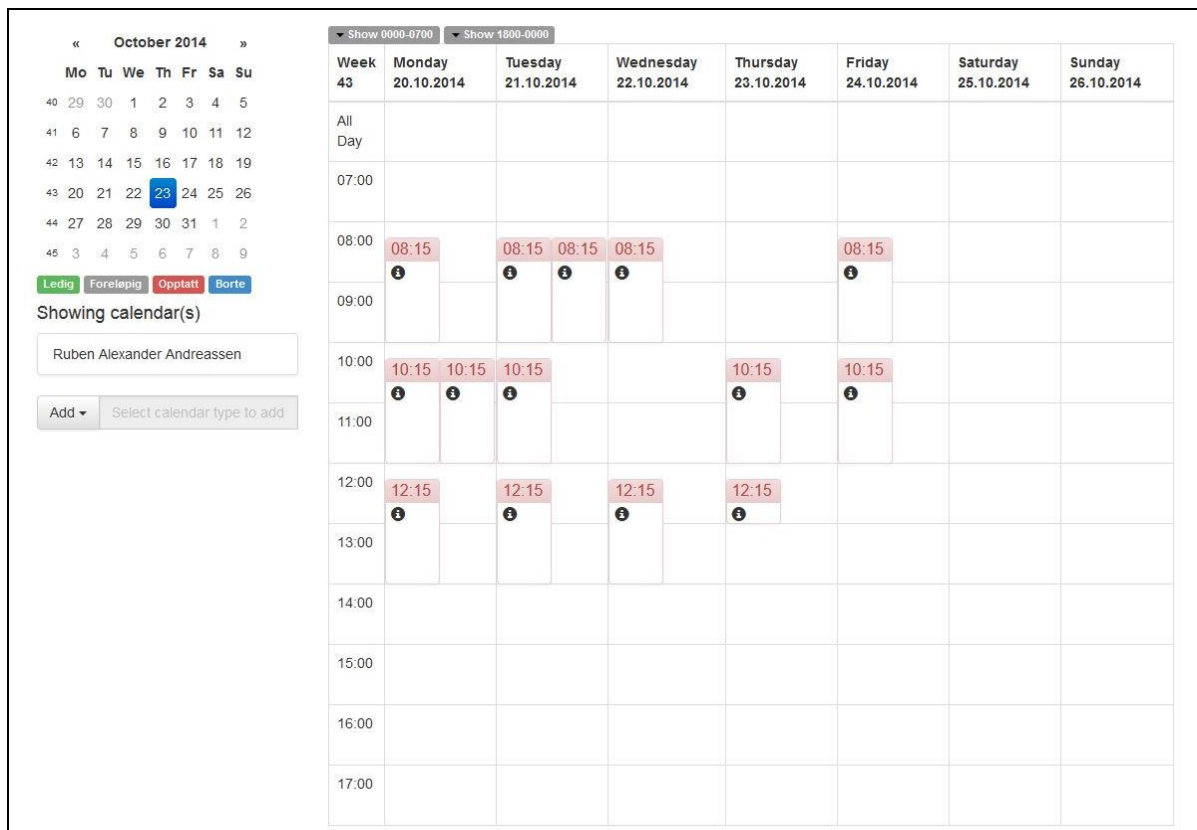 « October 2014 »
Mo Tu We Th Fr Sa Su
40 29 30 1 2 3 4 5
41 6 7 8 9 10 11 12
42 13 14 15 16 17 18 19
43 20 21 22 23 24 25 26
44 27 28 29 30 31 1 2
45 3 4 5 6 7 8 9
Ledig Foreløpig Opptatt Borte
Showing calendar(s)
Ruben Alexander Andreassen
Add Select calendar type to add
Show 0000-0700 Show 1800-0000
Week Monday Tuesday Wednesday Thursday Friday Saturday Sunday
43 20.10.2014 21.10.2014 22.10.2014 23.10.2014 24.10.2014 25.10.2014 26.10.2014
All
Day
07:00
08:00
08:15 08:15 08:15 08:15 08:15
09:00
10:00
10:15 10:15 10:15 10:15 10:15
11:00
12:00
12:15 12:15 12:15 12:15
13:00
14:00
15:00
16:00
17:00